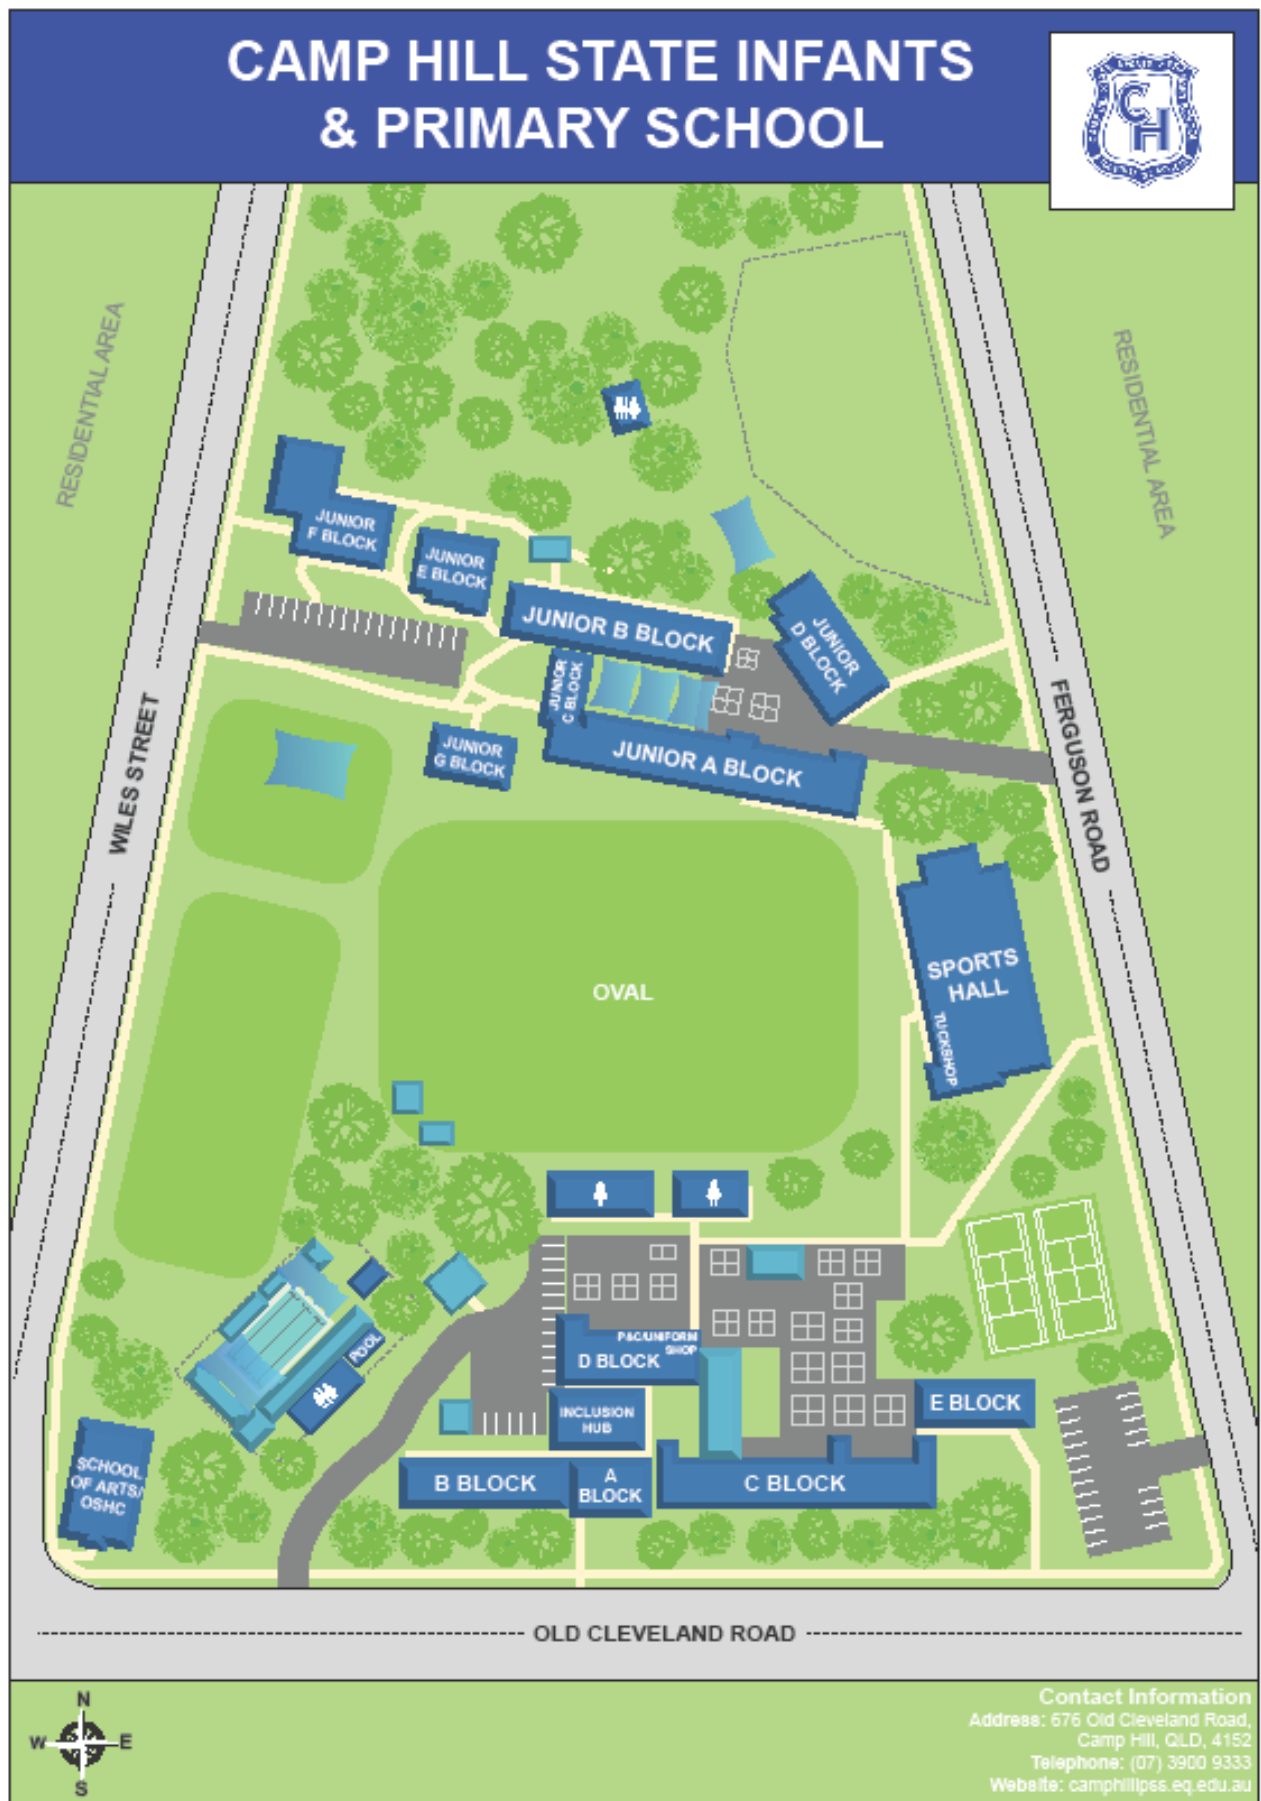 CAMP HILL STATE INFANTS
& PRIMARY SCHOOL
CH
RESIDENTIAL AREA
RESIDENTIAL AREA
JUNIOR
F BLOCK
JUNIOR
E BLOCK
JUNIOR B BLOCK
JUNIOR
D BLOCK
JUNIOR
C BLOCK
JUNIOR
G BLOCK
JUNIOR A BLOCK
WILES STREET
FERGUSON ROAD
SPORTS
HALL
TUCKSHOP
OVAL
POOL
P&C/UNIFORM
SHOP
D BLOCK
INCLUSION
HUB
E BLOCK
SCHOOL
OF ARTS/
OSHC
B BLOCK
A
BLOCK
C BLOCK
OLD CLEVELAND ROAD
N
W
E
S
Contact Information
Address: 676 Old Cleveland Road,
Camp Hill, QLD, 4152
Telephone: (07) 3900 9333
Website: camphillipss.eq.edu.au